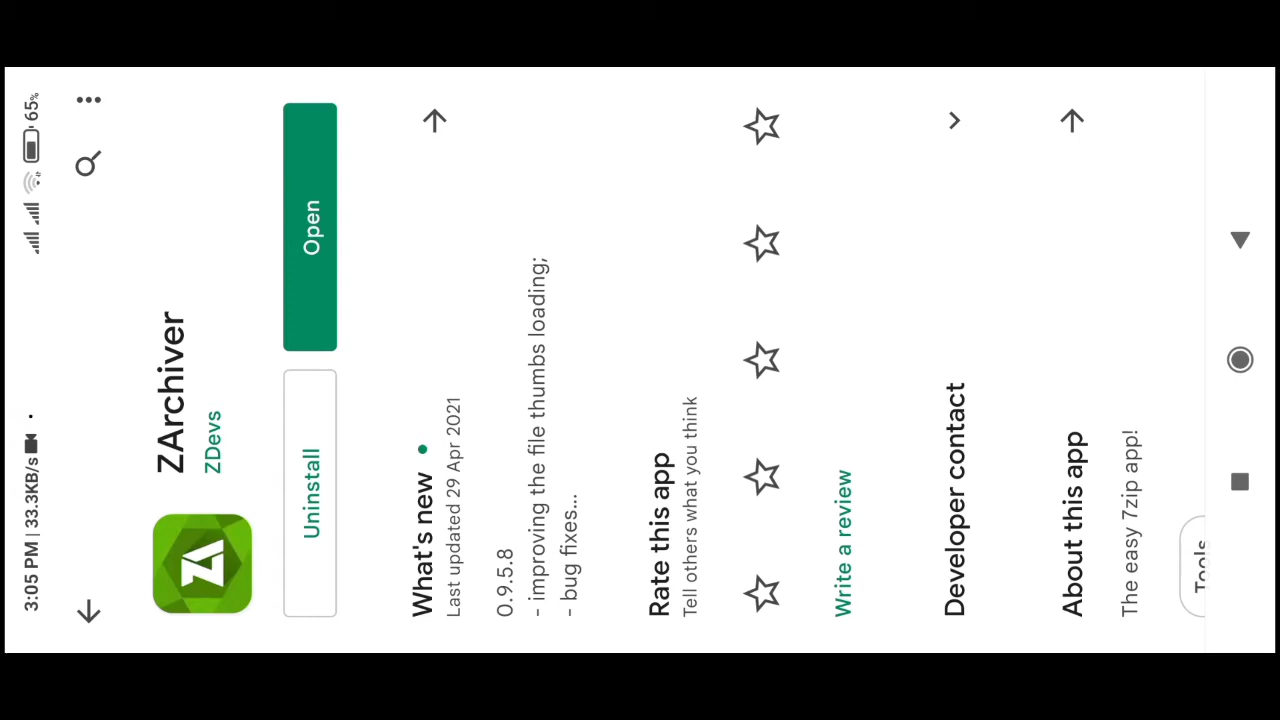 3:05 PM | 33.3KB/s
65%
ZArchiver
ZDevs
ZA
Uninstall
Open
What's new
Last updated 29 Apr 2021
0.9.5.8
- improving the file thumbs loading;
- bug fixes...
Rate this app
Tell others what you think
Write a review
Developer contact
About this app
The easy 7zip app!
Tools